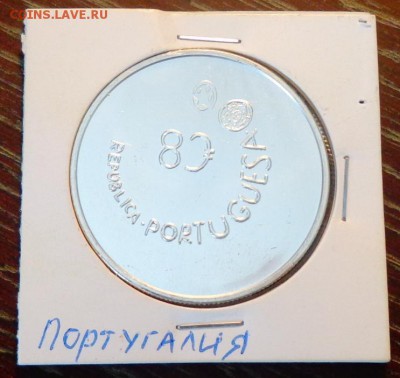 COINS.LAVE.RU
8€
REPUBLICA·PORTUGUESA
ПОРТУГАЛИЯ